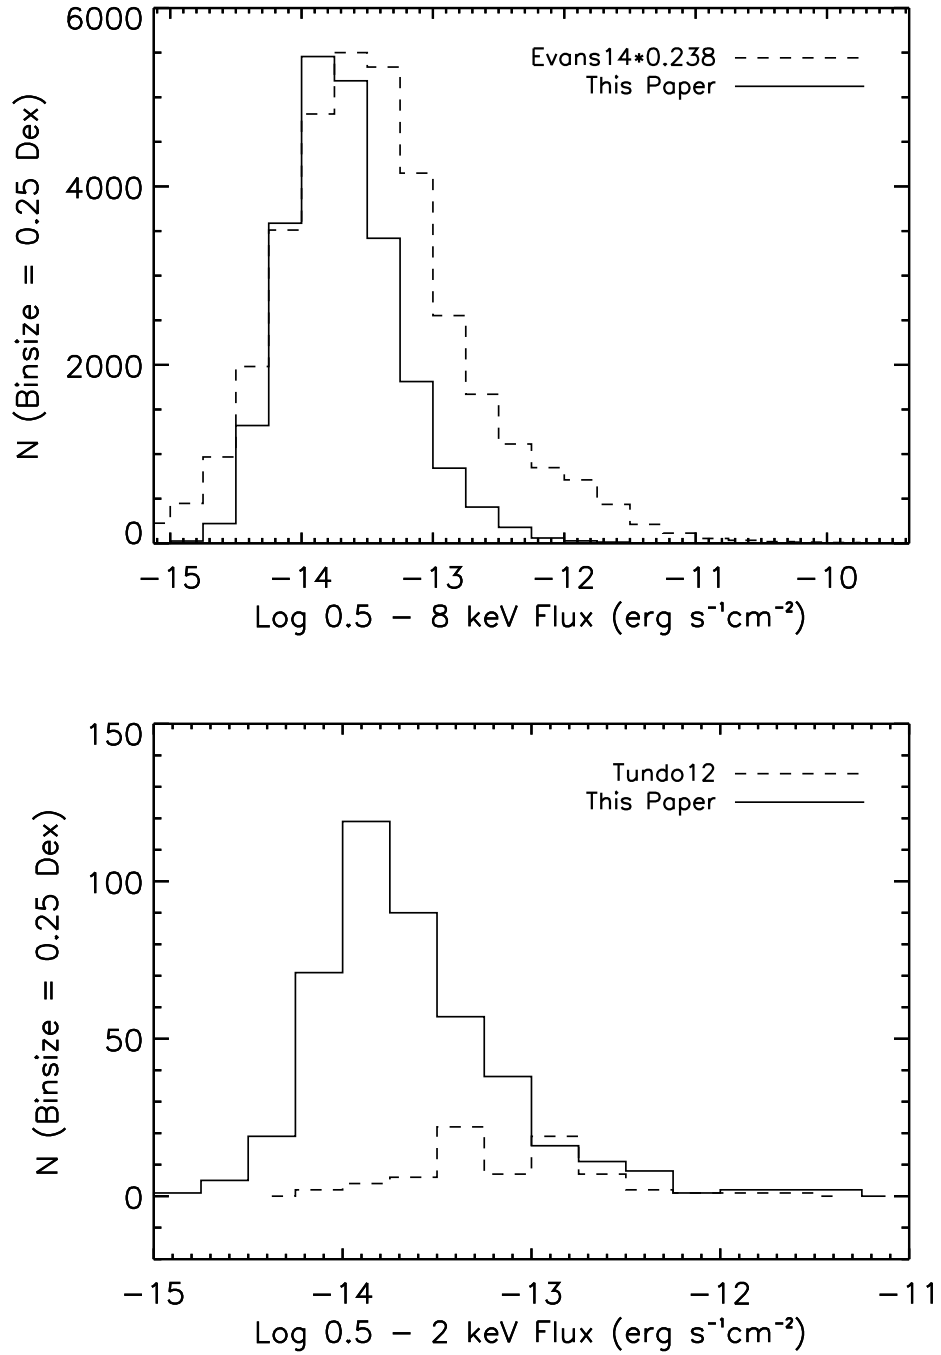 6000
4000
2000
0
N (Binsize = 0.25 Dex)
Evans14*0.238
This Paper
−15 −14 −13 −12 −11 −10
Log 0.5 − 8 keV Flux (erg s⁻¹cm⁻²)
150
100
50
0
N (Binsize = 0.25 Dex)
Tundo12
This Paper
−15 −14 −13 −12 −11
Log 0.5 − 2 keV Flux (erg s⁻¹cm⁻²)